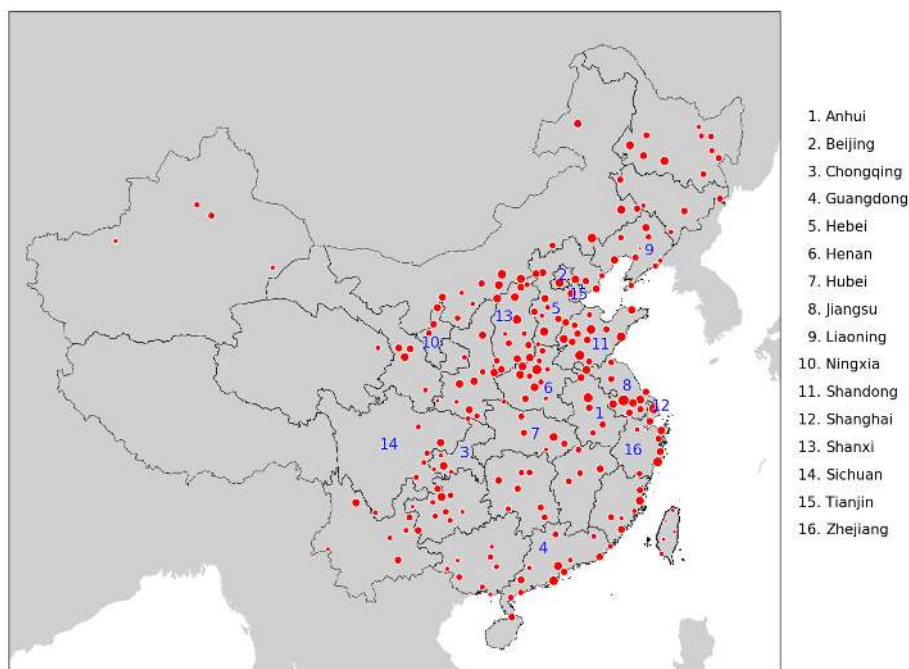 2
9
15
5
13
10
11
6
8
12
1
14
3
7
16
4
1. Anhui
2. Beijing
3. Chongqing
4. Guangdong
5. Hebei
6. Henan
7. Hubei
8. Jiangsu
9. Liaoning
10. Ningxia
11. Shandong
12. Shanghai
13. Shanxi
14. Sichuan
15. Tianjin
16. Zhejiang